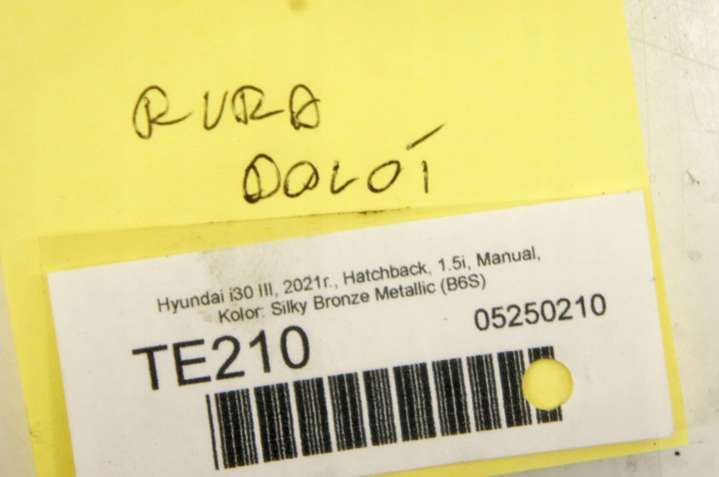 RURA
DOLOT
Hyundai i30 III, 2021r., Hatchback, 1.5i, Manual,
Kolor: Silky Bronze Metallic (B6S)
TE210
05250210